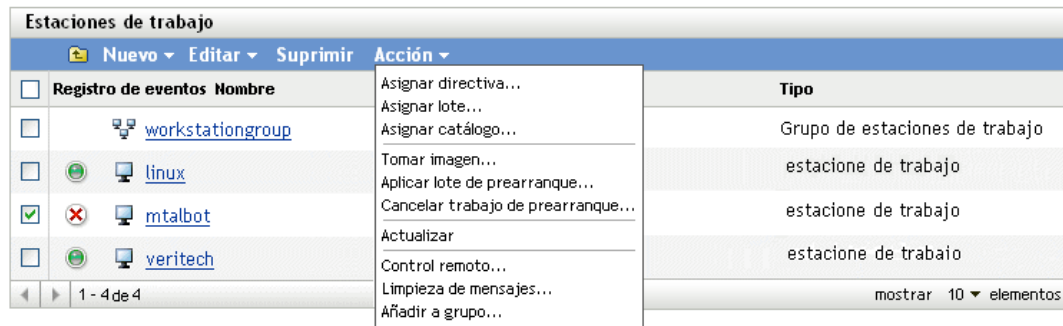 Estaciones de trabajo
Nuevo Editar Suprimir Acción
Registro de eventos Nombre Tipo
workstationgroup Grupo de estaciones de trabajo
linux estacione de trabajo
mtalbot estacione de trabajo
veritech estacione de trabaio
1 - 4 de 4 mostrar 10 elementos
Asignar directiva...
Asignar lote...
Asignar catálogo...
Tomar imagen...
Aplicar lote de prearranque...
Cancelar trabajo de prearranque...
Actualizar
Control remoto...
Limpieza de mensajes...
Añadir a grupo...